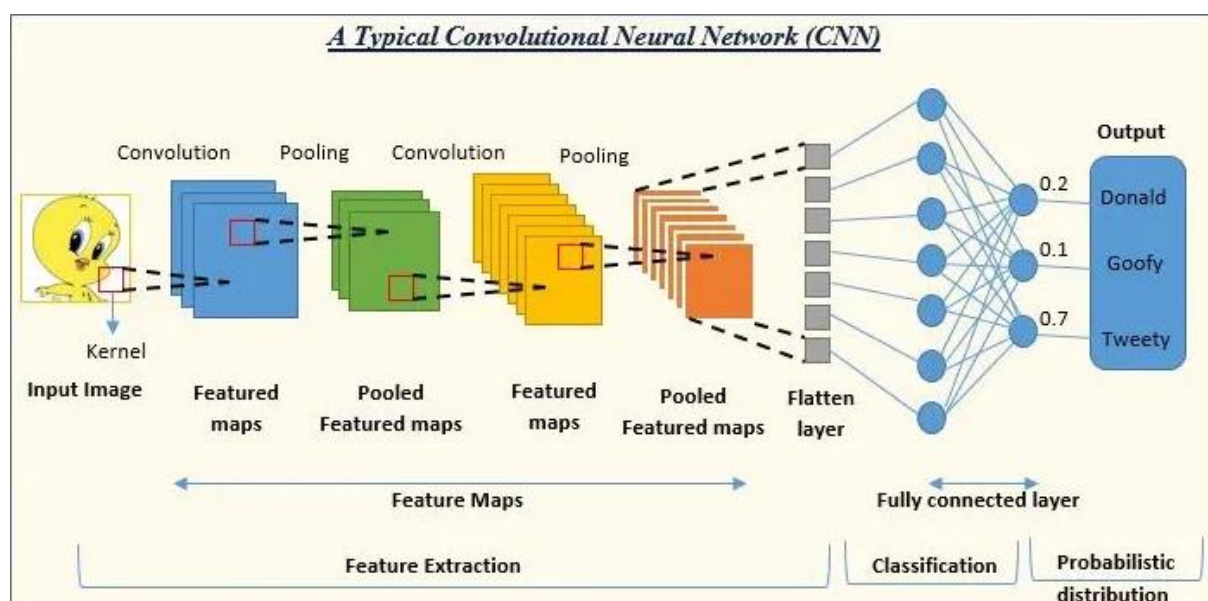 A Typical Convolutional Neural Network (CNN)
Convolution
Pooling
Convolution
Pooling
Output
0.2
Donald
0.1
Goofy
0.7
Tweety
Kernel
Input Image
Featured
maps
Pooled
Featured maps
Featured
maps
Pooled
Featured maps
Flatten
layer
Feature Maps
Fully connected layer
Feature Extraction
Classification
Probabilistic
distribution